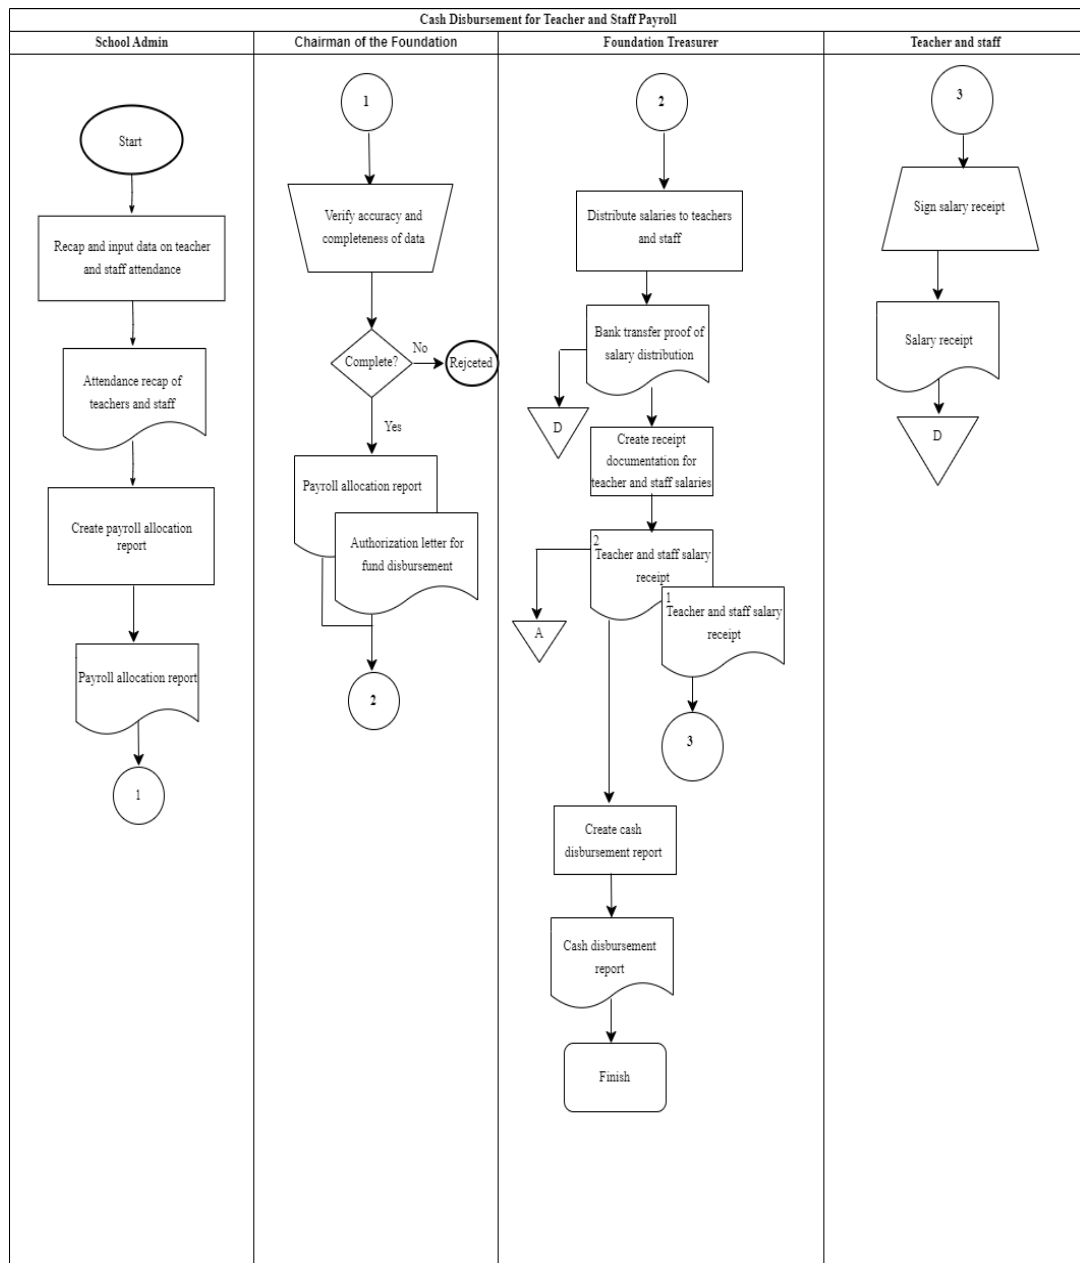 Cash Disbursement for Teacher and Staff Payroll
School Admin
Chairman of the Foundation
Foundation Treasurer
Teacher and staff
Start
Recap and input data on teacher
and staff attendance
Attendance recap of
teachers and staff
Create payroll allocation
report
Payroll allocation report
1
1
Verify accuracy and
completeness of data
Complete?
No
Rejceted
Yes
Payroll allocation report
Authorization letter for
fund disbursement
2
2
Distribute salaries to teachers
and staff
Bank transfer proof of
salary distribution
D
Create receipt
documentation for
teacher and staff salaries
2
Teacher and staff salary
receipt
A
1
Teacher and staff salary
receipt
3
Create cash
disbursement report
Cash disbursement
report
Finish
3
Sign salary receipt
Salary receipt
D